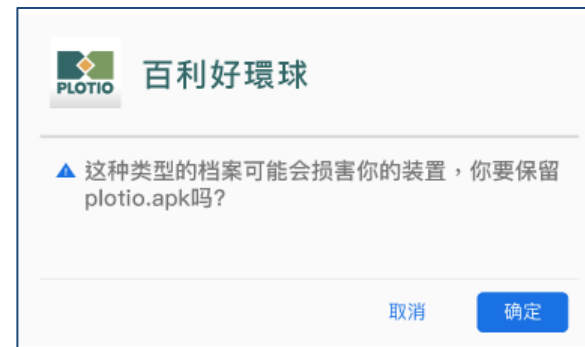 PLOTIO
百利好環球
这种类型的档案可能会损害你的装置，你要保留
plotio.apk吗?
取消
确定